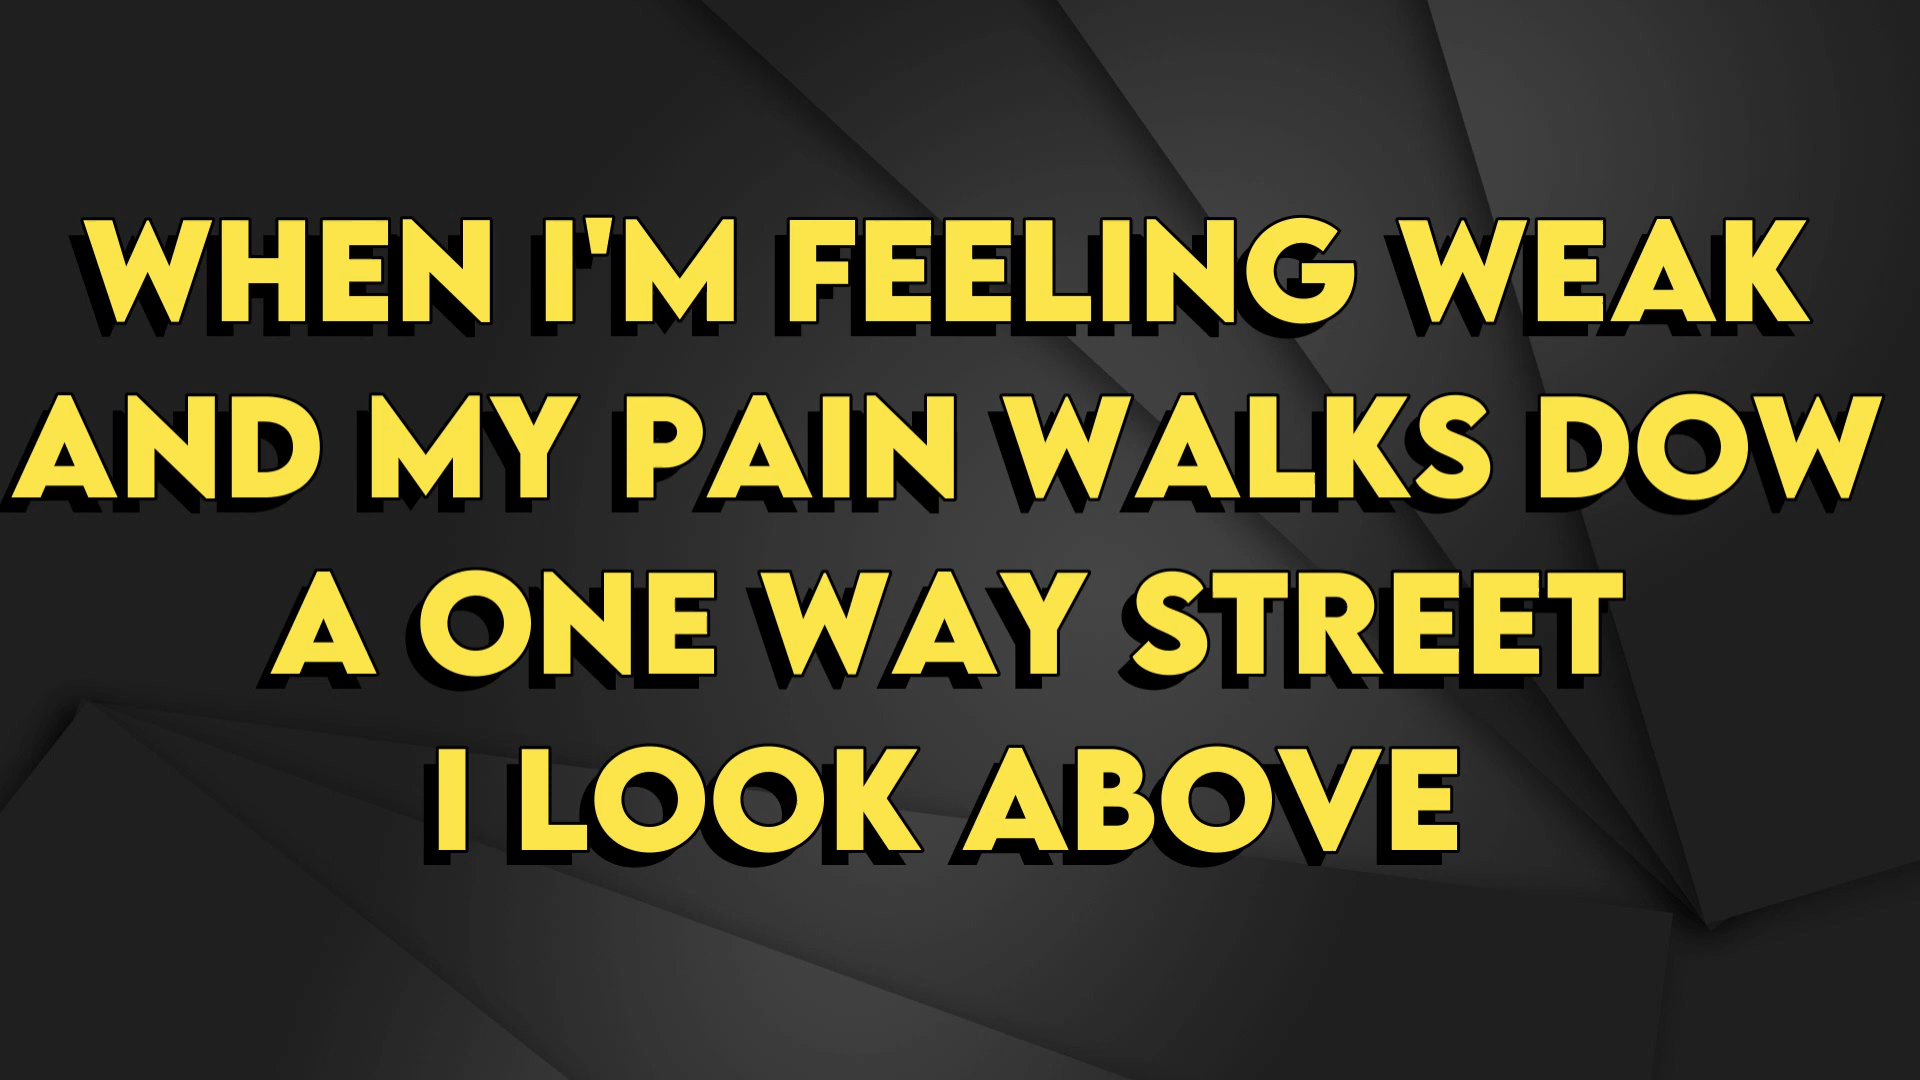 WHEN I'M FEELING WEAK
AND MY PAIN WALKS DOW
A ONE WAY STREET
I LOOK ABOVE